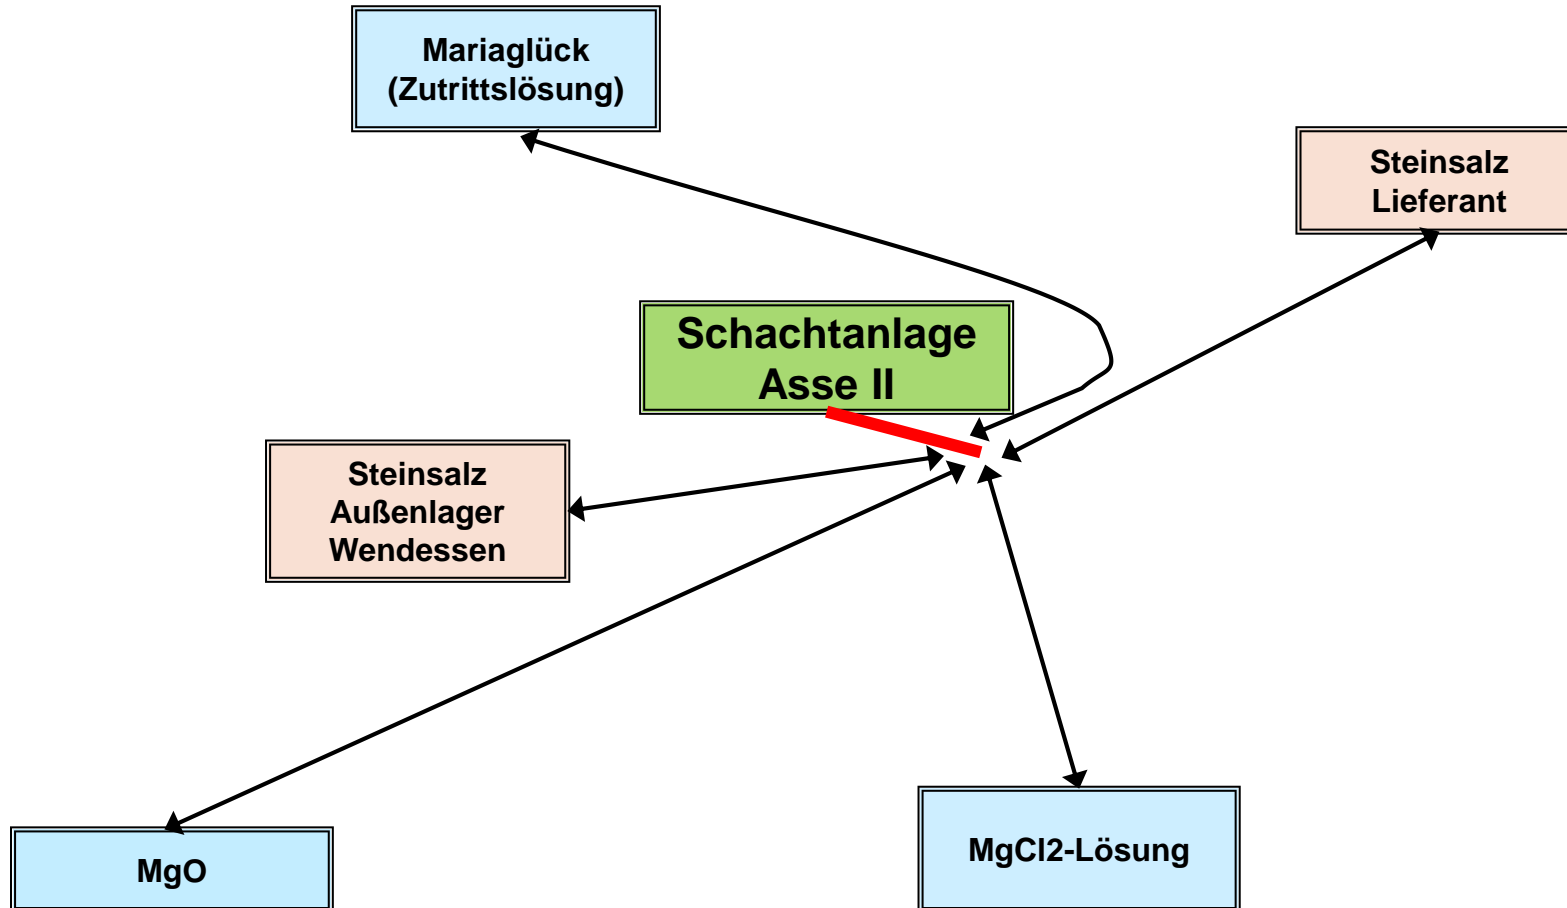 Mariaglück
(Zutrittslösung)
Steinsalz
Lieferant
Schachtanlage
Asse II
Steinsalz
Außenlager
Wendessen
MgO
MgCl2-Lösung